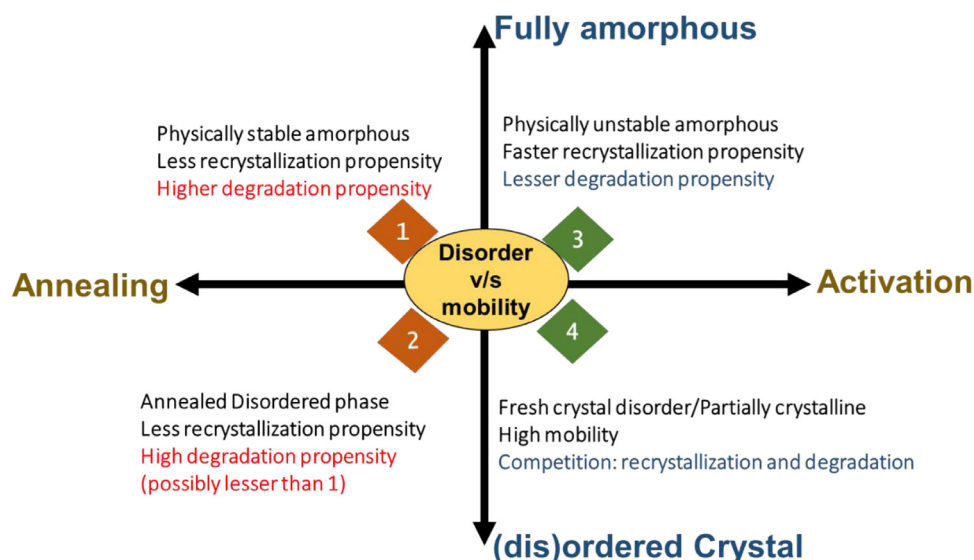 Fully amorphous
Physically stable amorphous
Less recrystallization propensity
Higher degradation propensity
Physically unstable amorphous
Faster recrystallization propensity
Lesser degradation propensity
1
3
Disorder
v/s
mobility
Annealing
Activation
2
4
Annealed Disordered phase
Less recrystallization propensity
High degradation propensity
(possibly lesser than 1)
Fresh crystal disorder/Partially crystalline
High mobility
Competition: recrystallization and degradation
(dis)ordered Crystal